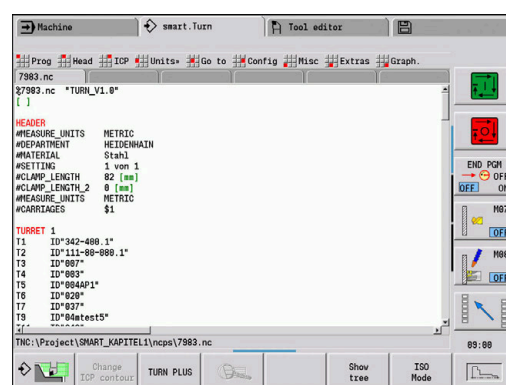 Machine
smart.Turn
Tool editor
Prog Head ICP Units» Go to Config Misc Extras Graph.
7983.nc
%7983.nc "TURN_V1.0"
[ ]
HEADER
#MEASURE_UNITS METRIC
#DEPARTMENT HEIDENHAIN
#MATERIAL Stahl
#SETTING 1 von 1
#CLAMP_LENGTH 82 [mm]
#CLAMP_LENGTH_2 0 [mm]
#MEASURE_UNITS METRIC
#CARRIAGES $1
TURRET 1
T1 ID"342-400.1"
T2 ID"111-80-080.1"
T3 ID"007"
T4 ID"003"
T5 ID"004AP1"
T6 ID"020"
T7 ID"037"
T9 ID"04mtest5"
TNC:\Project\SMART_KAPITEL1\ncps\7983.nc
END PGM
OFF
OFF ON
M07
OFF
M08
OFF
09:00
Change
ICP contour
TURN PLUS
Show
tree
ISO
Mode